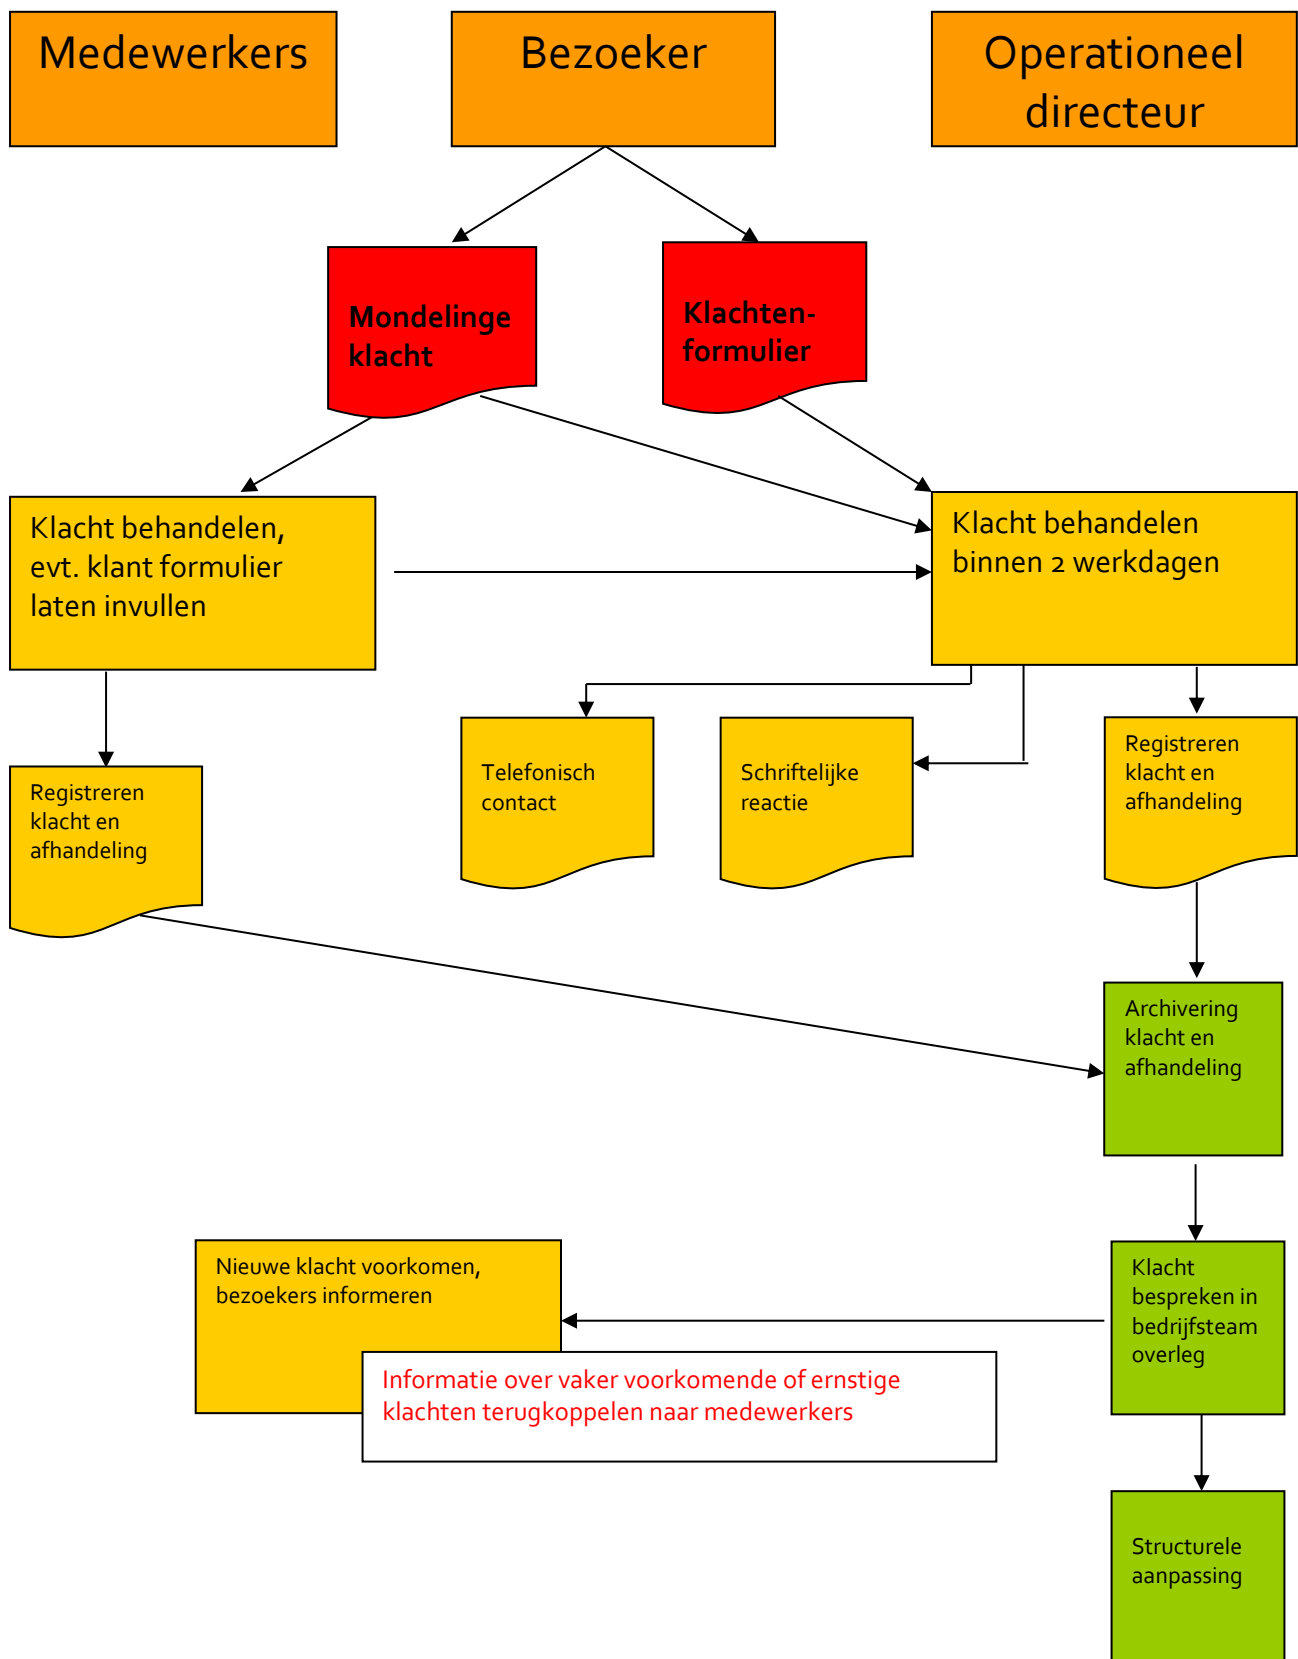 Medewerkers
Bezoeker
Operationeel
directeur
Mondelinge
klacht
Klachten-
formulier
Klacht behandelen,
evt. klant formulier
laten invullen
Klacht behandelen
binnen 2 werkdagen
Registreren
klacht en
afhandeling
Telefonisch
contact
Schriftelijke
reactie
Registreren
klacht en
afhandeling
Archivering
klacht en
afhandeling
Nieuwe klacht voorkomen,
bezoekers informeren
Klacht
bespreken in
bedrijfsteam
overleg
Informatie over vaker voorkomende of ernstige
klachten terugkoppelen naar medewerkers
Structurele
aanpassing